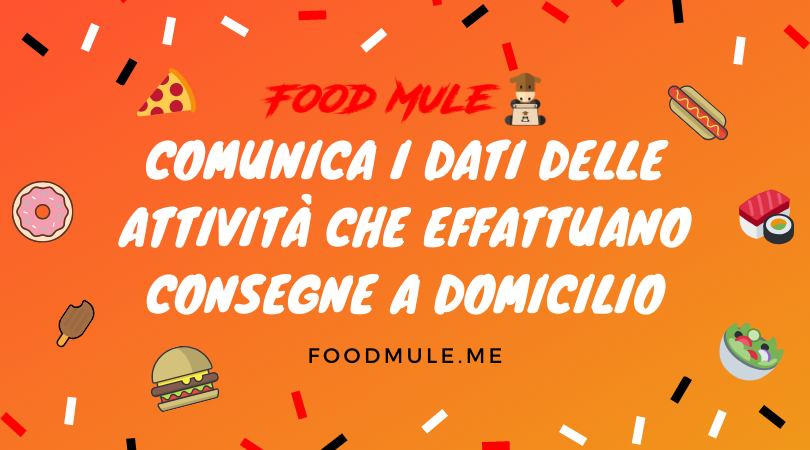 FOOD MULE
COMUNICA I DATI DELLE
ATTIVITÀ CHE EFFATTUANO
CONSEGNE A DOMICILIO
FOODMULE.ME